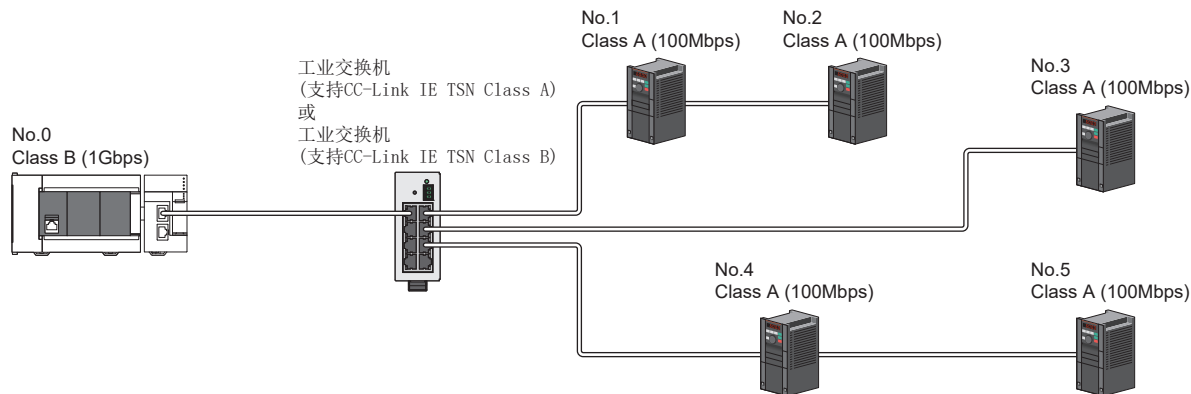 No.0
Class B (1Gbps)
工业交换机
(支持CC-Link IE TSN Class A)
或
工业交换机
(支持CC-Link IE TSN Class B)
No.1
Class A (100Mbps)
No.2
Class A (100Mbps)
No.3
Class A (100Mbps)
No.4
Class A (100Mbps)
No.5
Class A (100Mbps)